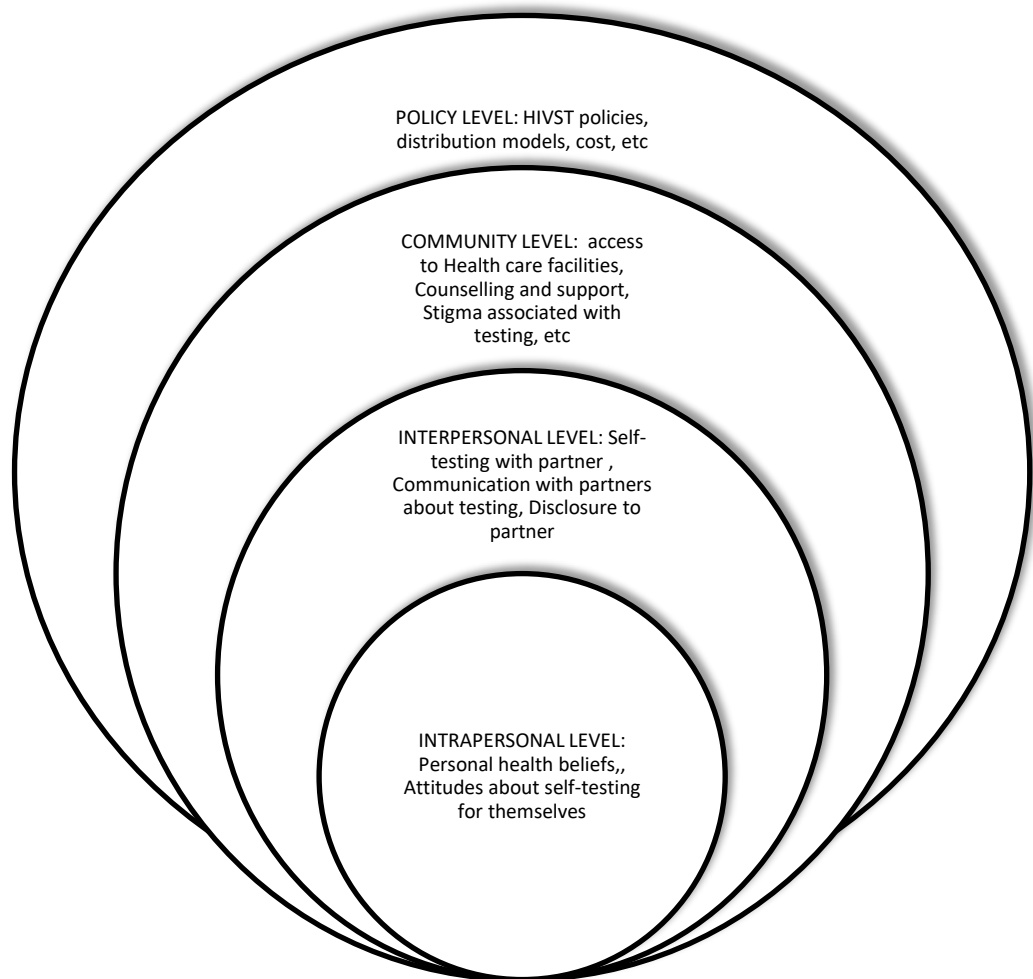 POLICY LEVEL: HIVST policies,
distribution models, cost, etc
COMMUNITY LEVEL:  access
to Health care facilities,
Counselling and support,
Stigma associated with
testing, etc
INTERPERSONAL LEVEL: Self-
testing with partner ,
Communication with partners
about testing, Disclosure to
partner
INTRAPERSONAL LEVEL:
Personal health beliefs,,
Attitudes about self-testing
for themselves